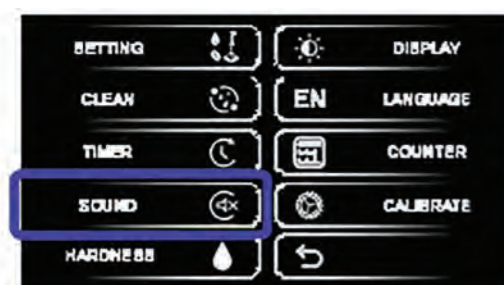 SETTING
DISPLAY
CLEAN
EN LANGUAGE
TIMER
COUNTER
SOUND
CALIBRATE
HARDNESS